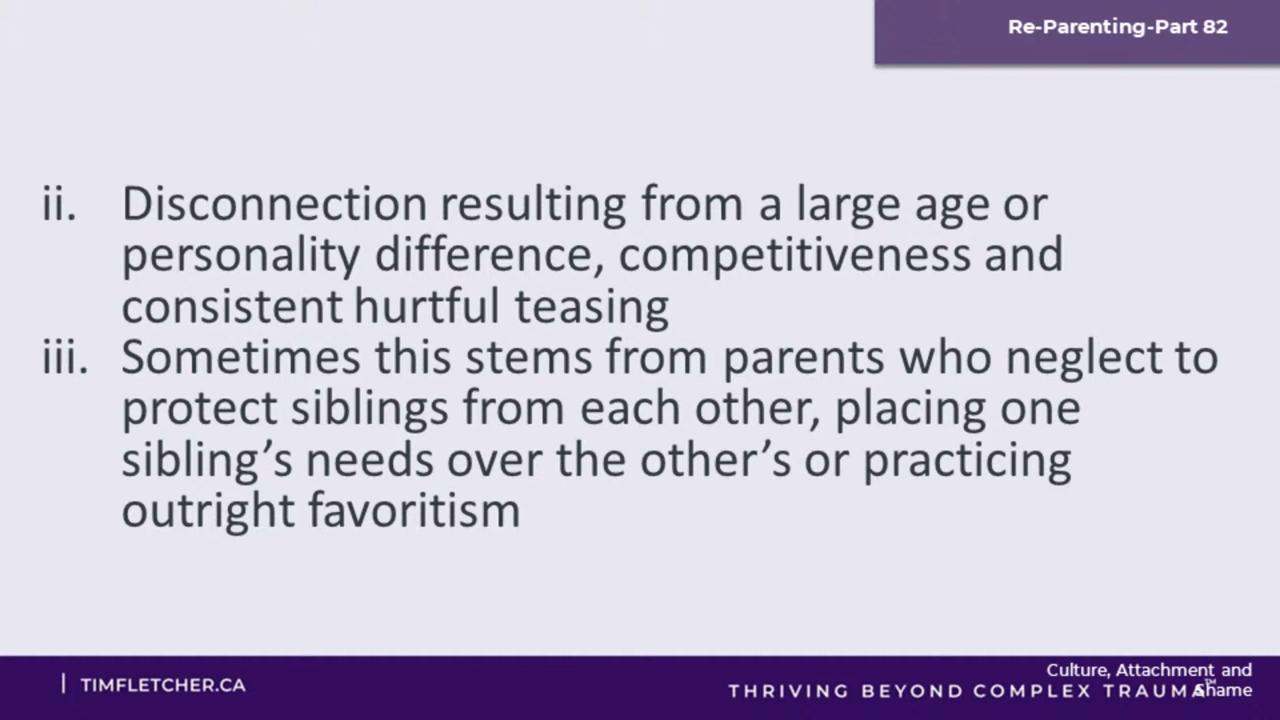 Re-Parenting-Part 82
ii. Disconnection resulting from a large age or
personality difference, competitiveness and
consistent hurtful teasing
iii. Sometimes this stems from parents who neglect to
protect siblings from each other, placing one
sibling’s needs over the other’s or practicing
outright favoritism
| TIMFLETCHER.CA
Culture, Attachment and
Shame
THRIVING BEYOND COMPLEX TRAUMA™